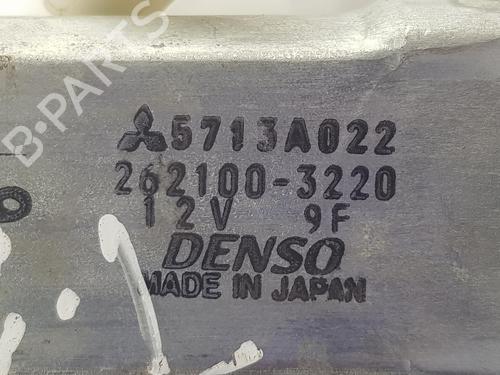 B-PARTS
5713A022
262100-3220
12V 9F
DENSO
MADE IN JAPAN